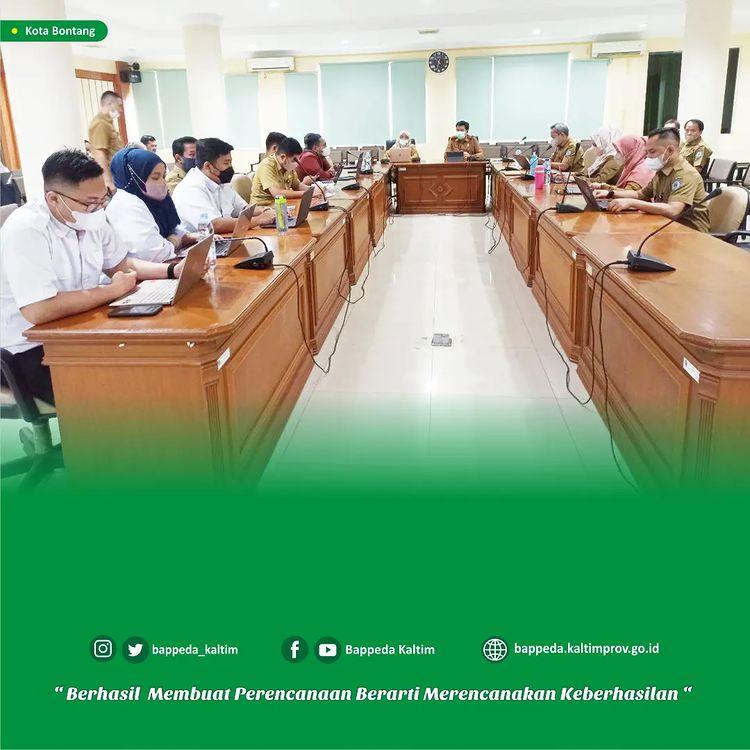 Kota Bontang
bappeda_kaltim
Bappeda Kaltim
bappeda.kaltimprov.go.id
“ Berhasil Membuat Perencanaan Berarti Merencanakan Keberhasilan “